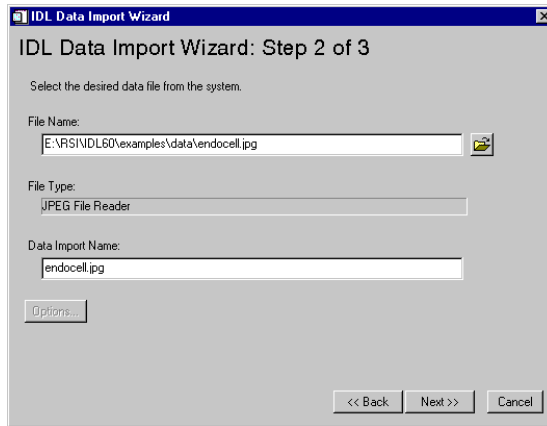 IDL Data Import Wizard
IDL Data Import Wizard: Step 2 of 3
Select the desired data file from the system.
File Name:
E:\RSI\IDL60\examples\data\endocell.jpg
File Type:
JPEG File Reader
Data Import Name:
endocell.jpg
Options...
<< Back Next >> Cancel